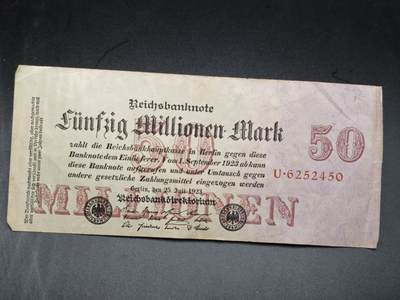 Reichsbanknote
Fünfzig Millionen Mark
50
zahlt die Reichsbankhauptkasse in Berlin gegen diese
Banknote dem Einlieferer. Vom 1. September 1923 ab kann
diese Banknote aufgerufen und unter Umtausch gegen
andere gesetzliche Zahlungsmittel eingezogen werden
Berlin, den 25. Juli 1923
Reichsbankdirektorium
50
U·6252450
MILLIONEN